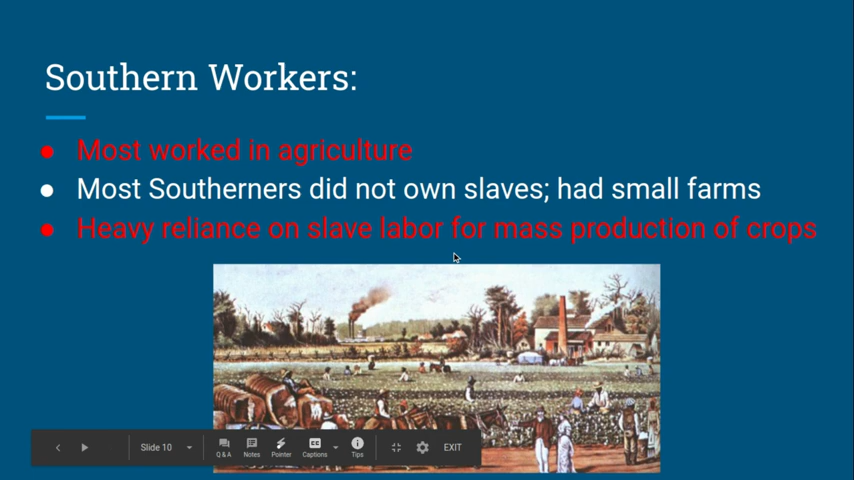 Southern Workers:
● Most worked in agriculture
● Most Southerners did not own slaves; had small farms
● Heavy reliance on slave labor for mass production of crops
Slide 10 Q & A Notes Pointer CC Captions Tips EXIT